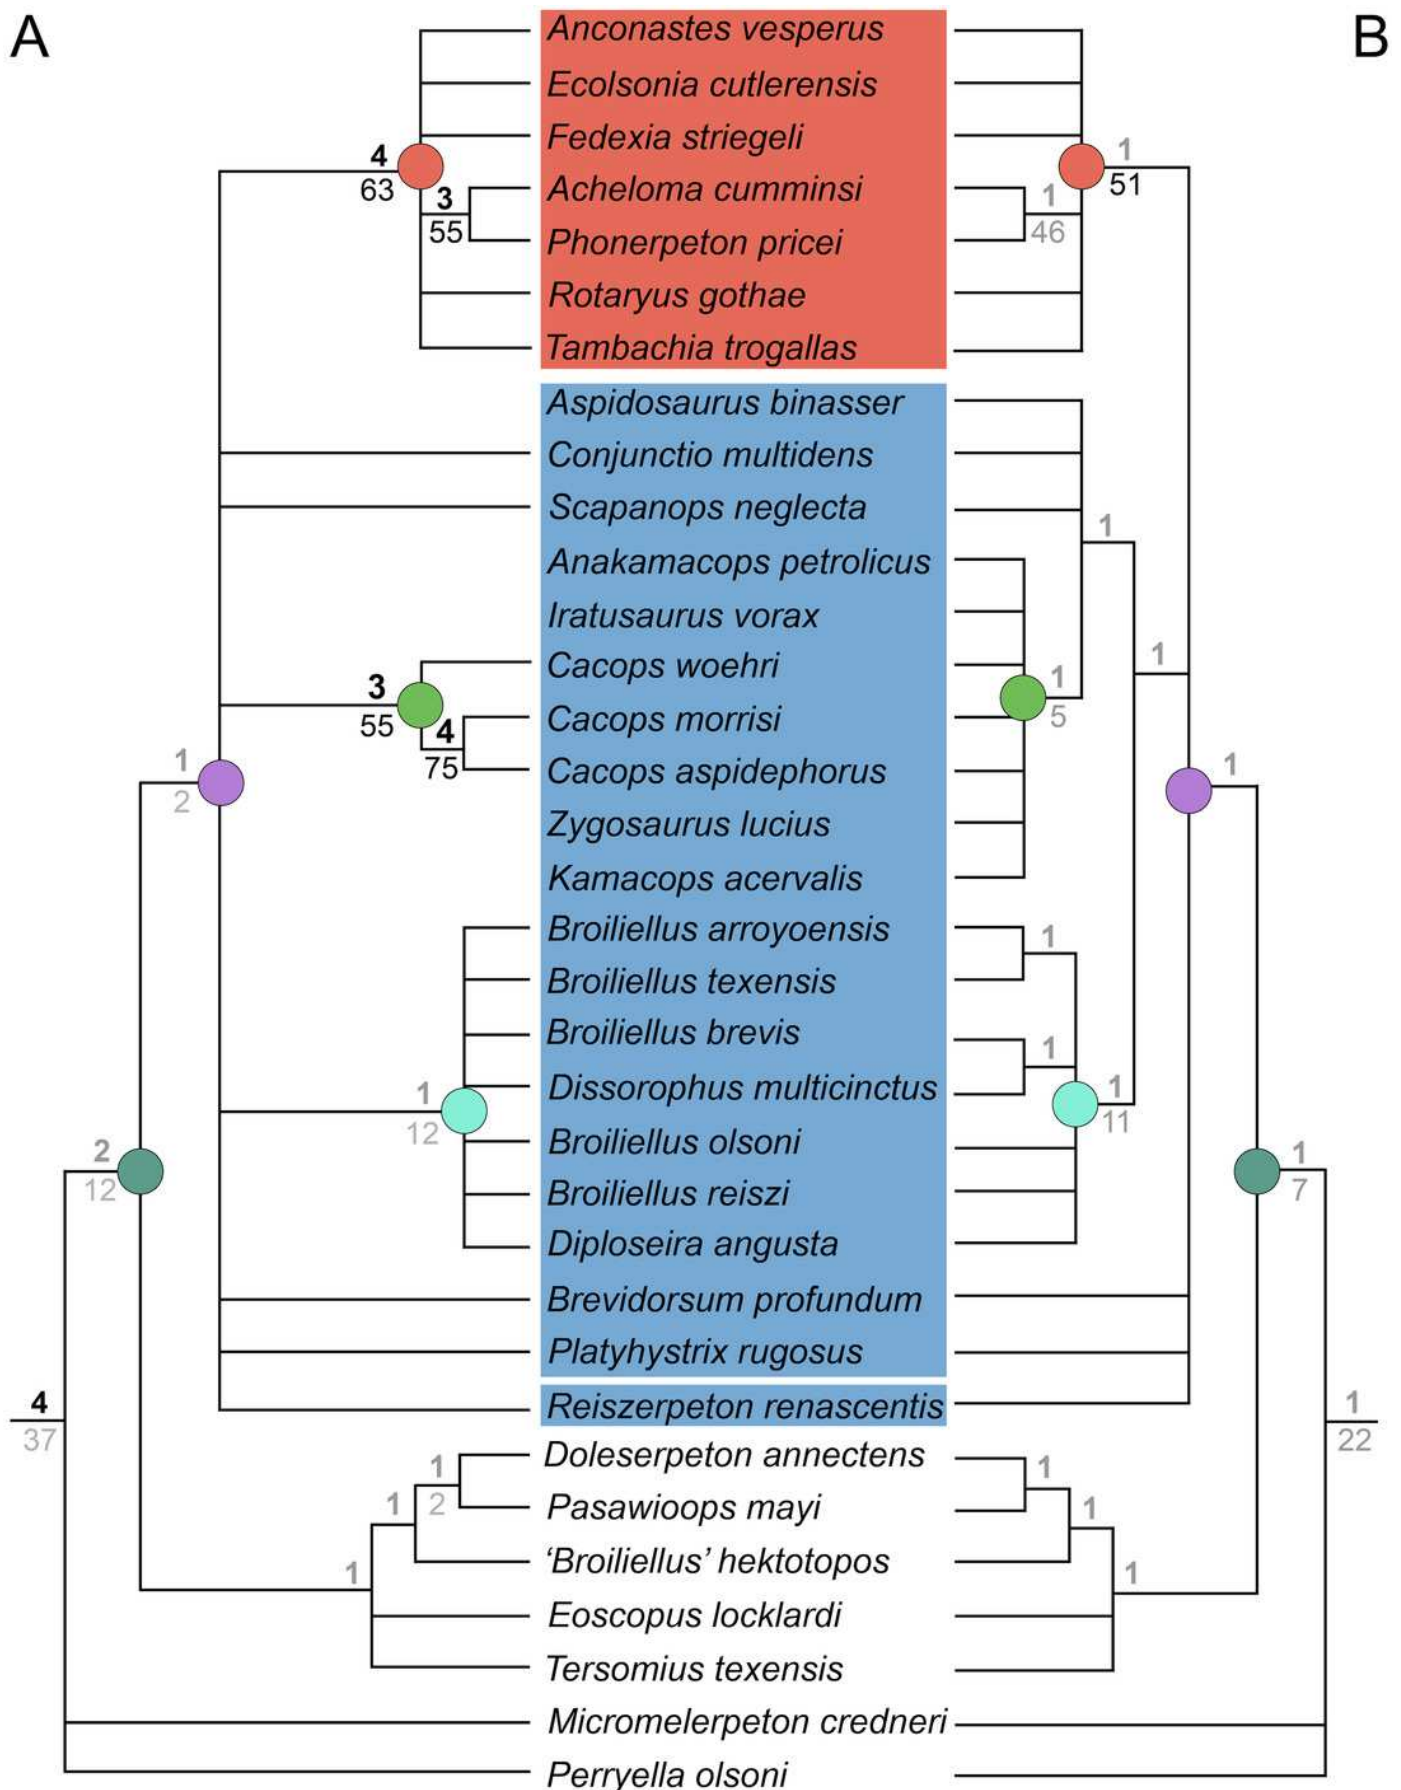 A
B
Anconastes vesperus
Ecolsonia cutlerensis
Fedexia striegeli
4
63
1
51
Acheloma cumminsi
3
55
1
46
Phonerpeton pricei
Rotaryus gothae
Tambachia trogallas
Aspidosaurus binasser
Conjunctio multidens
Scapanops neglecta
1
Anakamacops petrolicus
Iratusaurus vorax
1
Cacops woehri
3
55
1
5
Cacops morrisi
4
75
Cacops aspidephorus
1
2
1
Zygosaurus lucius
Kamacops acervalis
Broiliellus arroyoensis
1
Broiliellus texensis
Broiliellus brevis
1
Dissorophus multicinctus
1
12
1
11
Broiliellus olsoni
2
12
1
7
Broiliellus reiszi
Diploseira angusta
Brevidorsum profundum
Platyhystrix rugosus
4
37
Reiszerpeton renascentis
1
22
Doleserpeton annectens
1
2
1
Pasawioops mayi
1
1
‘Broiliellus’ hektotopos
1
1
Eoscopus locklardi
Tersomius texensis
Micromelerpeton credneri
Perryella olsoni